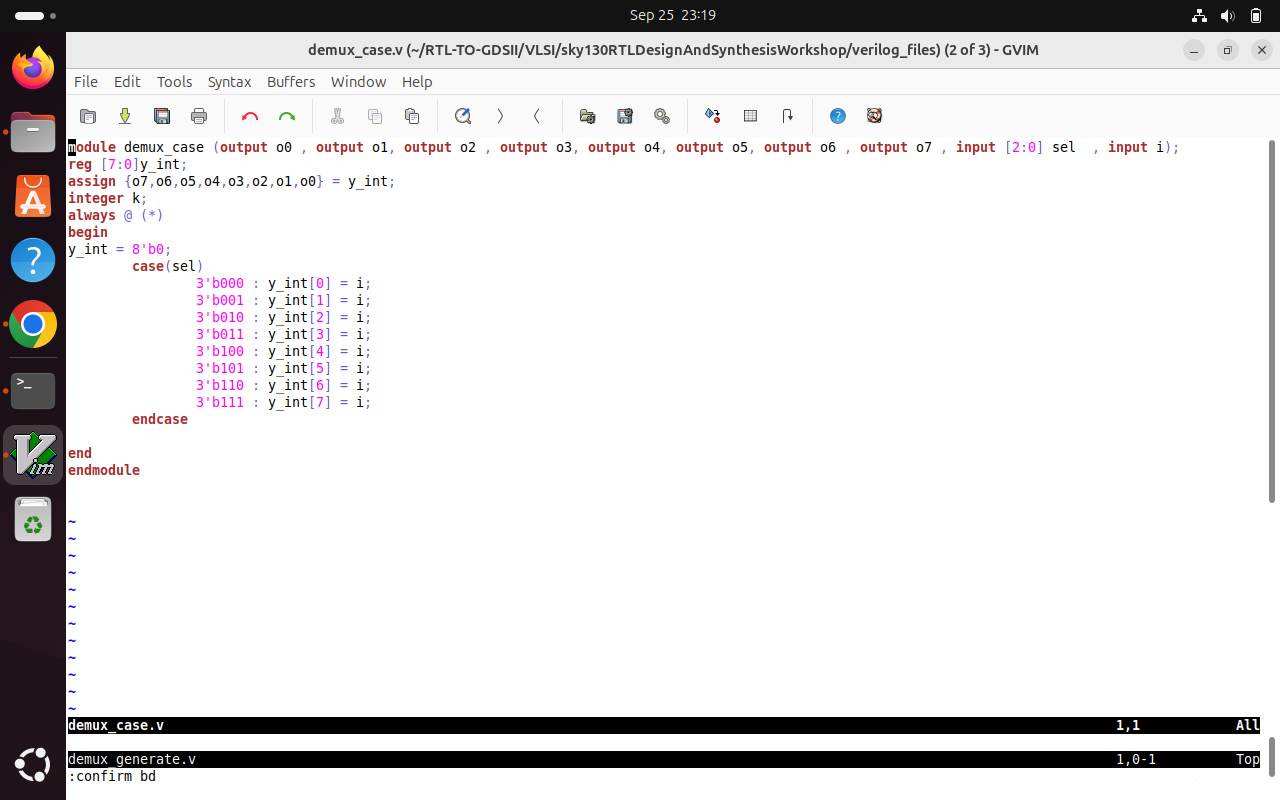 Sep 25 23:19
demux_case.v (~/RTL-TO-GDSII/VLSI/sky130RTLDesignAndSynthesisWorkshop/verilog_files) (2 of 3) - GVIM
File Edit Tools Syntax Buffers Window Help
module demux_case (output o0 , output o1, output o2 , output o3, output o4, output o5, output o6 , output o7 , input [2:0] sel  , input i);
reg [7:0]y_int;
assign {o7,o6,o5,o4,o3,o2,o1,o0} = y_int;
integer k;
always @ (*)
begin
y_int = 8'b0;
        case(sel)
                3'b000 : y_int[0] = i;
                3'b001 : y_int[1] = i;
                3'b010 : y_int[2] = i;
                3'b011 : y_int[3] = i;
                3'b100 : y_int[4] = i;
                3'b101 : y_int[5] = i;
                3'b110 : y_int[6] = i;
                3'b111 : y_int[7] = i;
        endcase
end
endmodule
~
~
~
~
~
~
~
~
~
~
~
~
demux_case.v 1,1 All
demux_generate.v 1,0-1 Top
:confirm bd